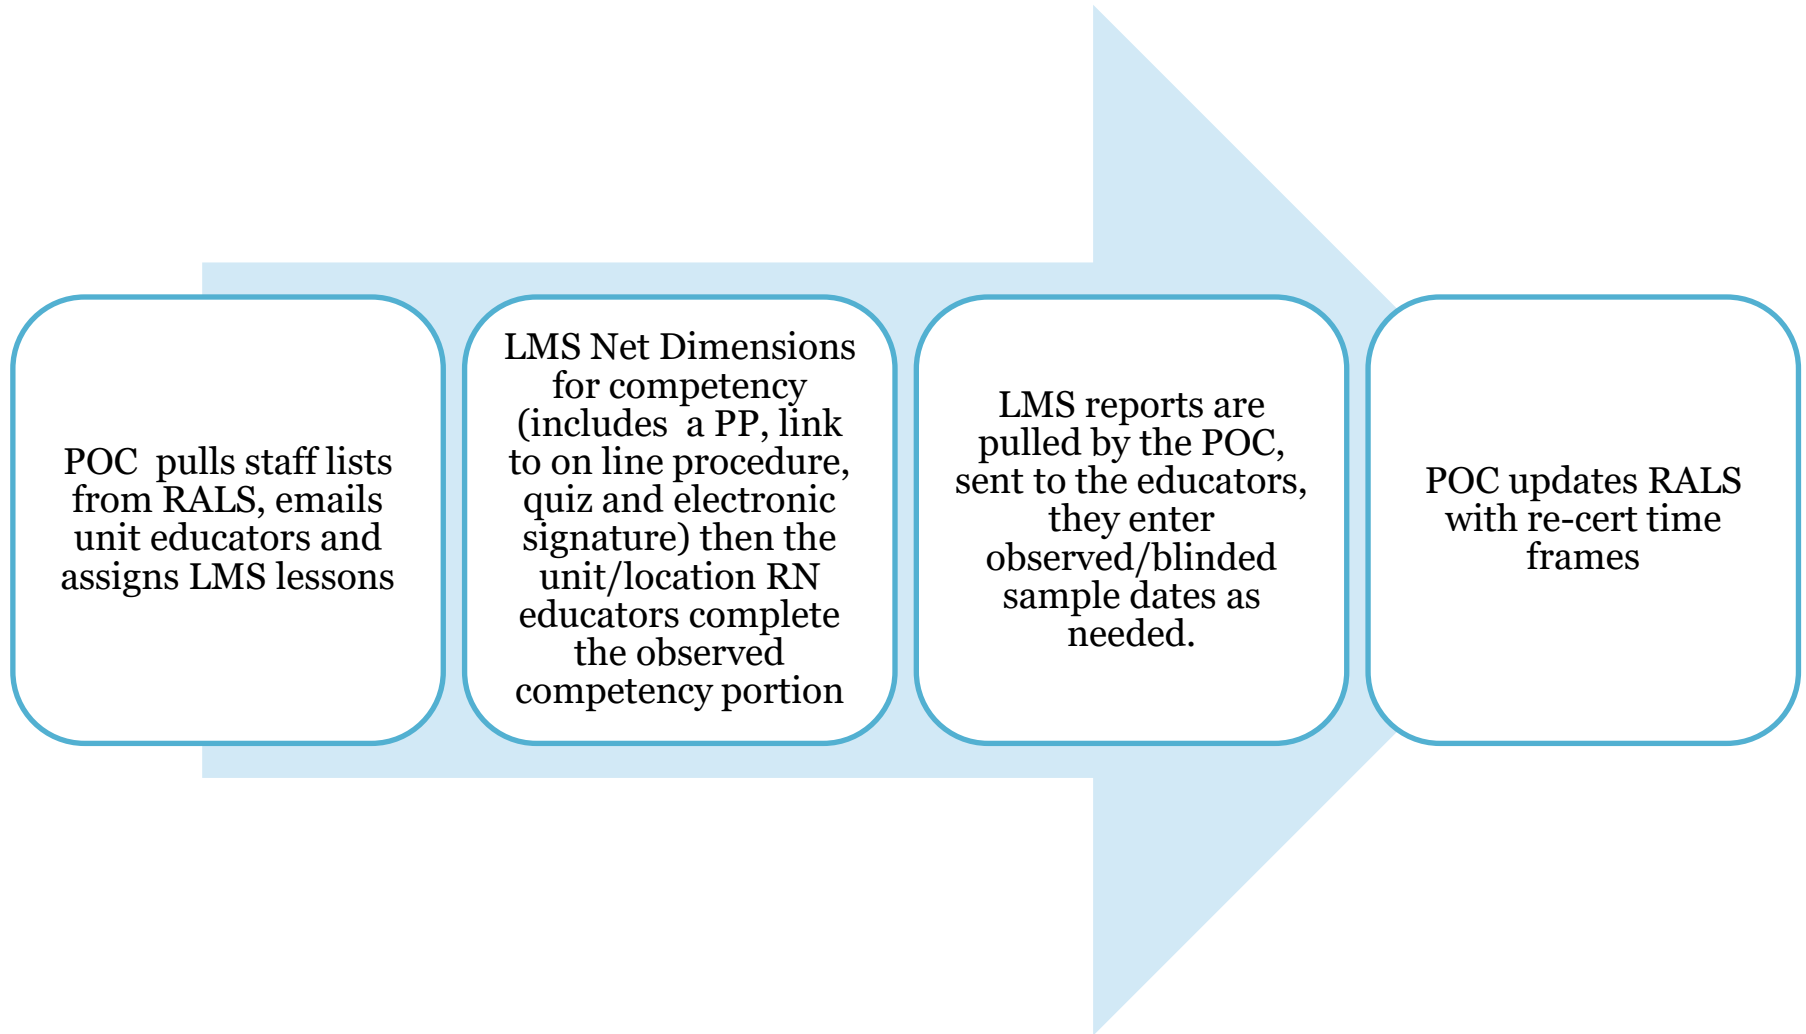 POC  pulls staff lists
from RALS, emails
unit educators and
assigns LMS lessons
LMS Net Dimensions
for competency
(includes  a PP, link
to on line procedure,
quiz and electronic
signature) then the
unit/location RN
educators complete
the observed
competency portion
LMS reports are
pulled by the POC,
sent to the educators,
they enter
observed/blinded
sample dates as
needed.
POC updates RALS
with re-cert time
frames